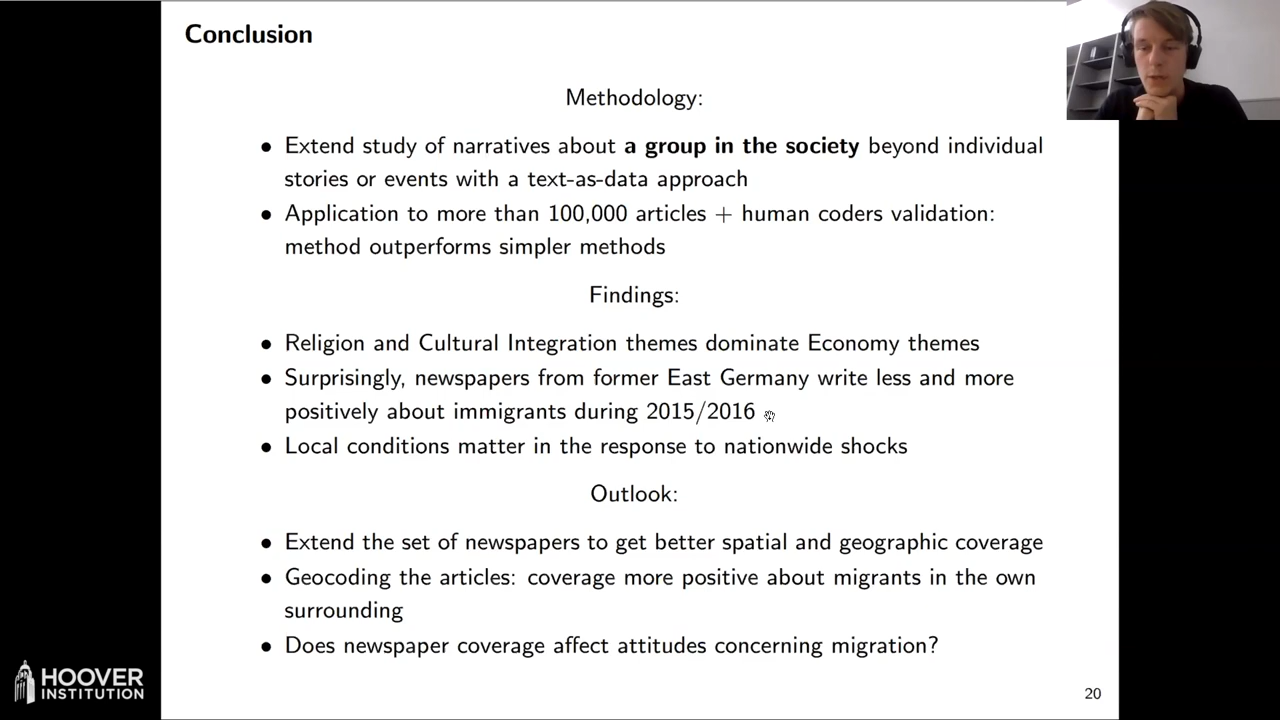 Conclusion
Methodology:
• Extend study of narratives about a group in the society beyond individual
stories or events with a text-as-data approach
• Application to more than 100,000 articles + human coders validation:
method outperforms simpler methods
Findings:
• Religion and Cultural Integration themes dominate Economy themes
• Surprisingly, newspapers from former East Germany write less and more
positively about immigrants during 2015/2016
• Local conditions matter in the response to nationwide shocks
Outlook:
• Extend the set of newspapers to get better spatial and geographic coverage
• Geocoding the articles: coverage more positive about migrants in the own
surrounding
• Does newspaper coverage affect attitudes concerning migration?
HOOVER
INSTITUTION
20